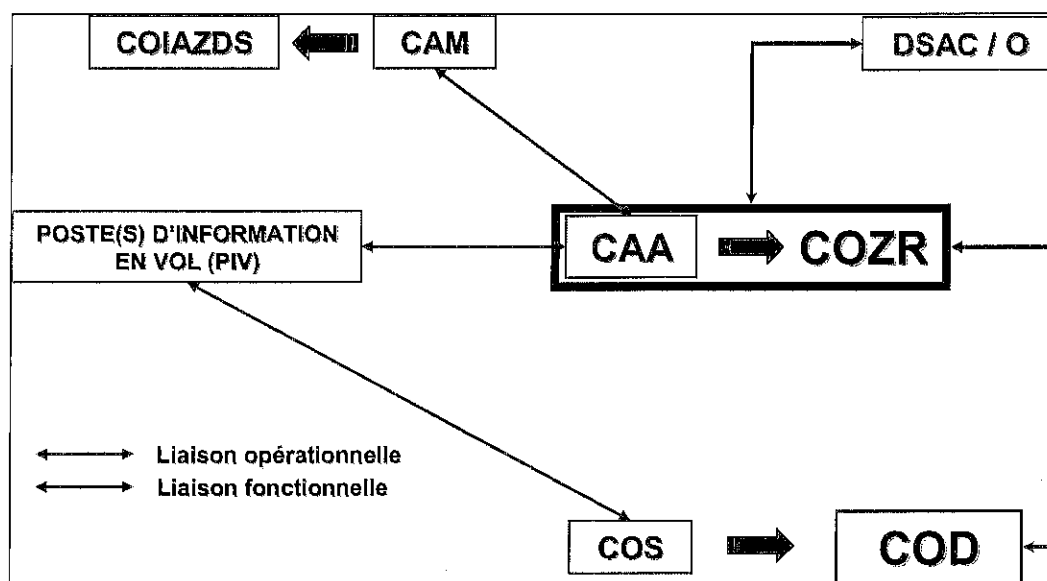 COIAZDS
CAM
DSAC / O
POSTE(S) D'INFORMATION
EN VOL (PIV)
CAA
COZR
Liaison opérationnelle
Liaison fonctionnelle
COS
COD